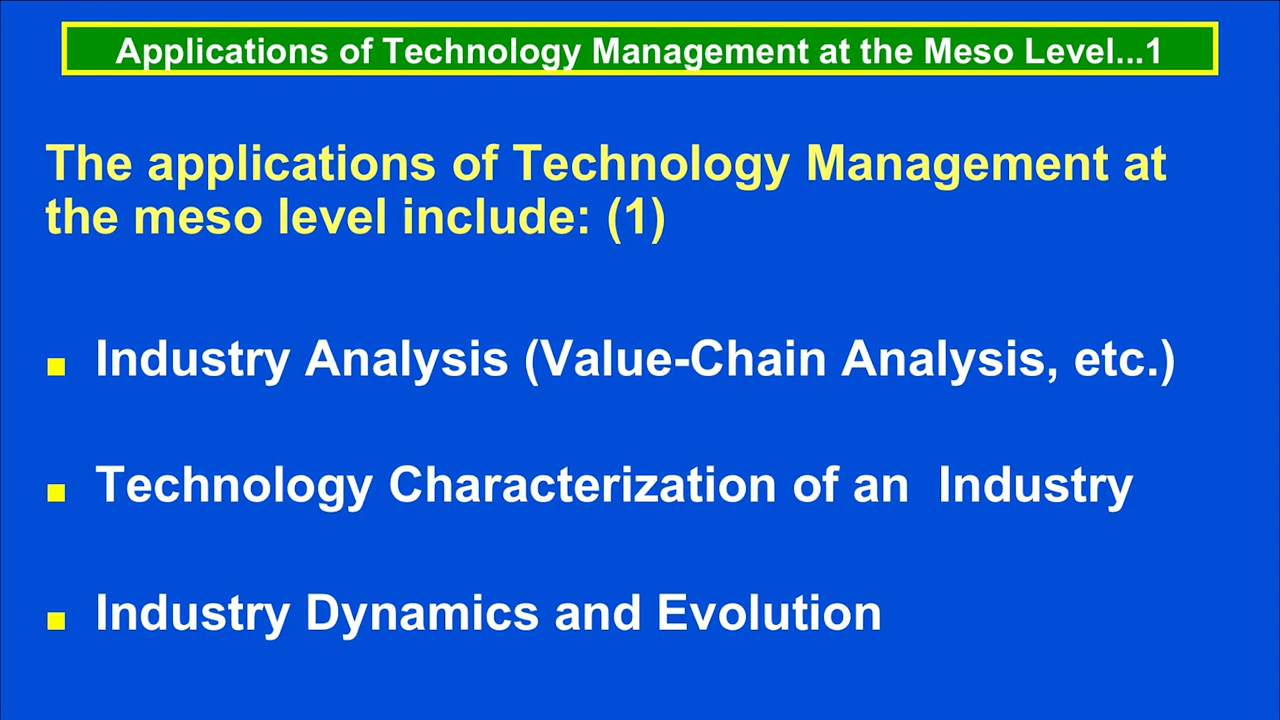 Applications of Technology Management at the Meso Level...1
The applications of Technology Management at
the meso level include: (1)
Industry Analysis (Value-Chain Analysis, etc.)
Technology Characterization of an  Industry
Industry Dynamics and Evolution